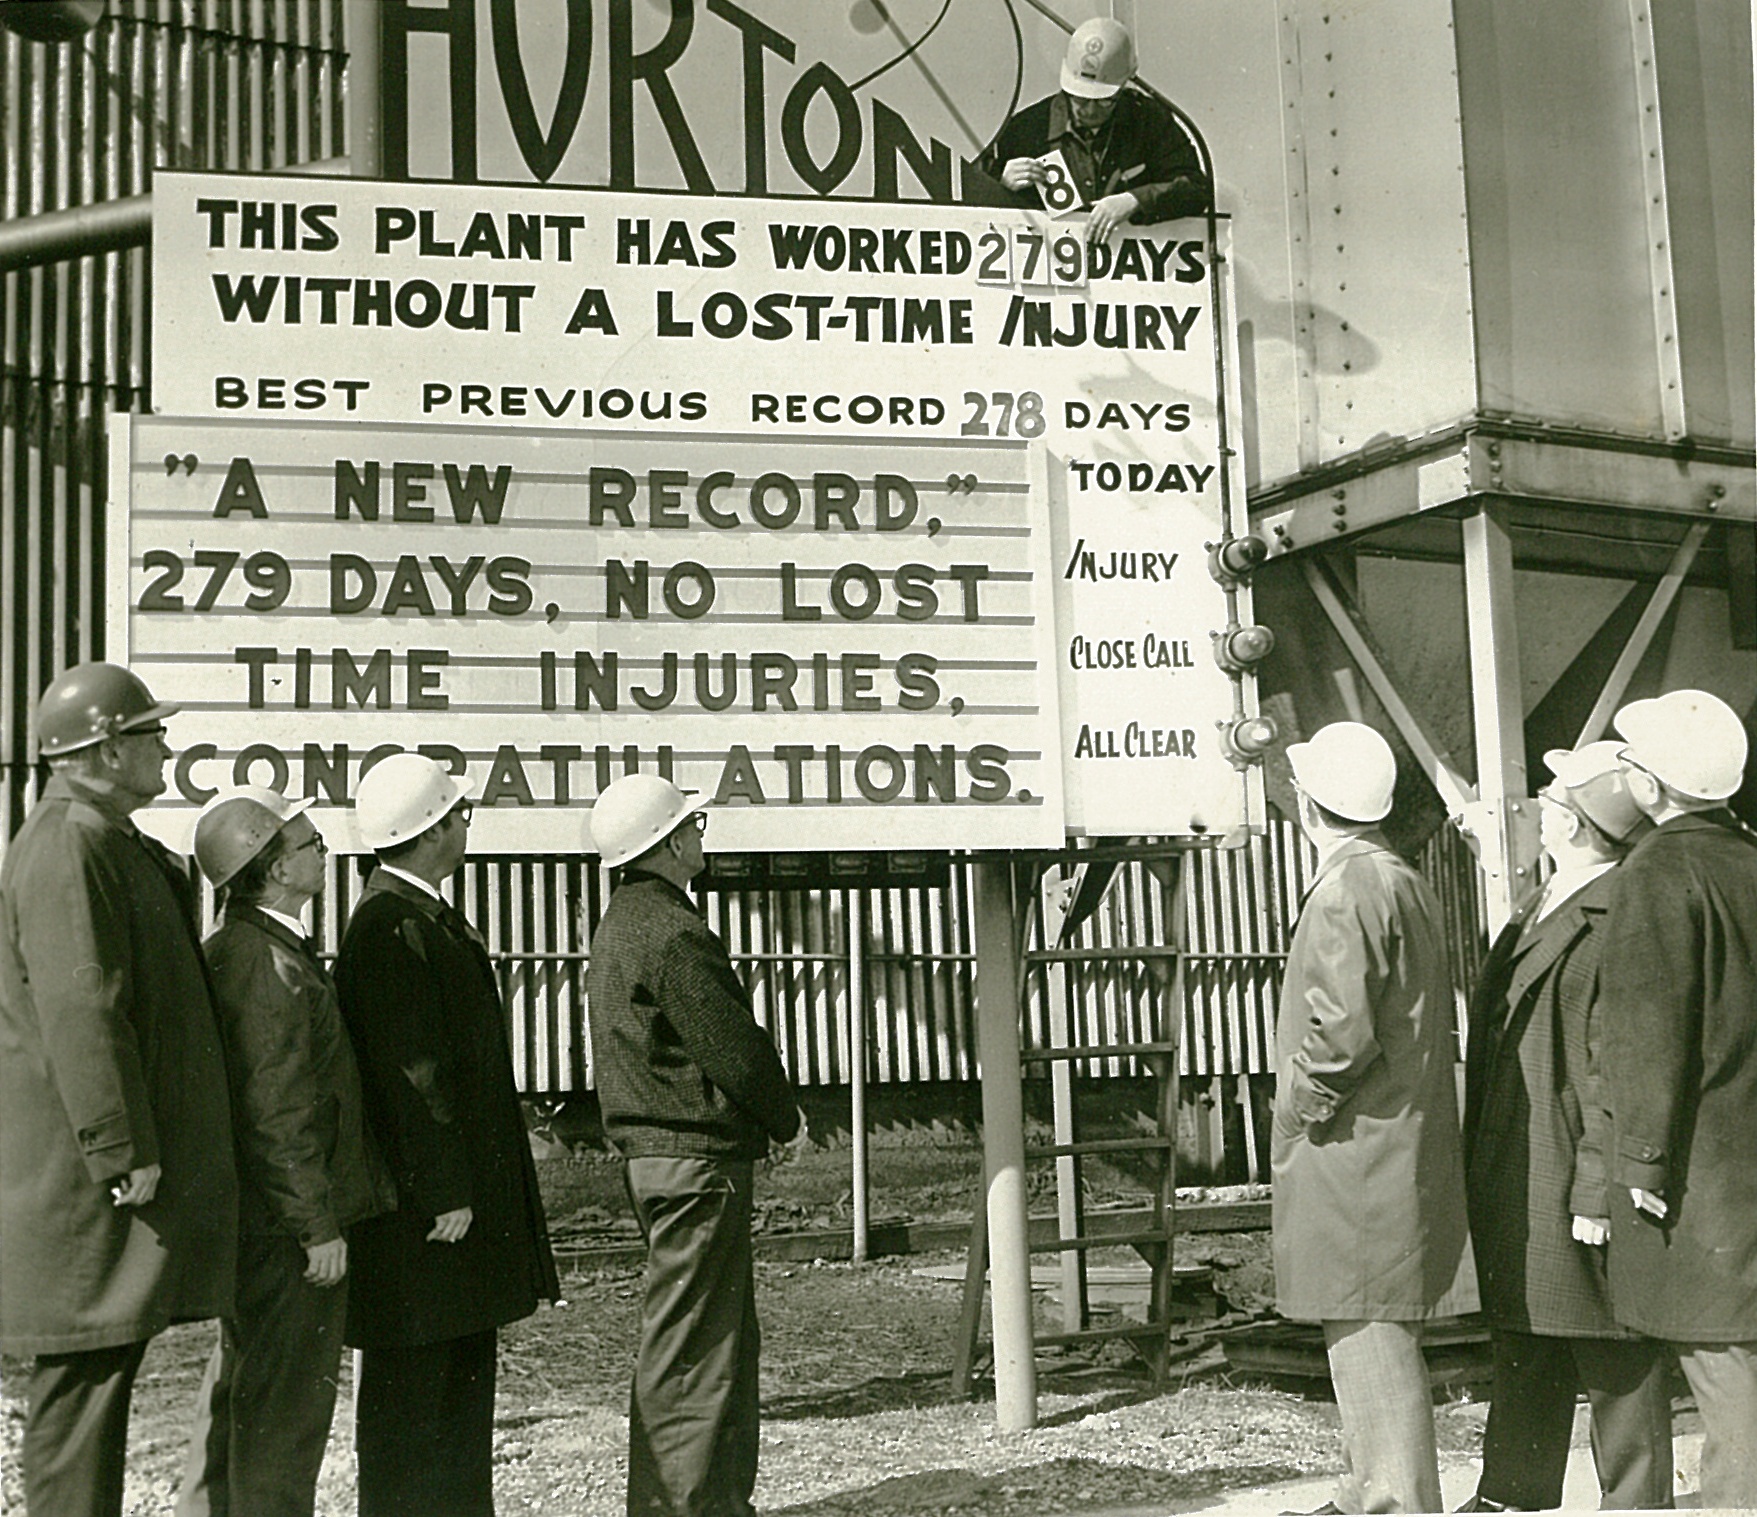 HORTON
8
THIS PLANT HAS WORKED 279 DAYS
WITHOUT A LOST-TIME INJURY
BEST PREVIOUS RECORD 278 DAYS
"A NEW RECORD,"
279 DAYS, NO LOST
TIME INJURIES,
CONGRATULATIONS.
TODAY
INJURY
CLOSE CALL
ALL CLEAR